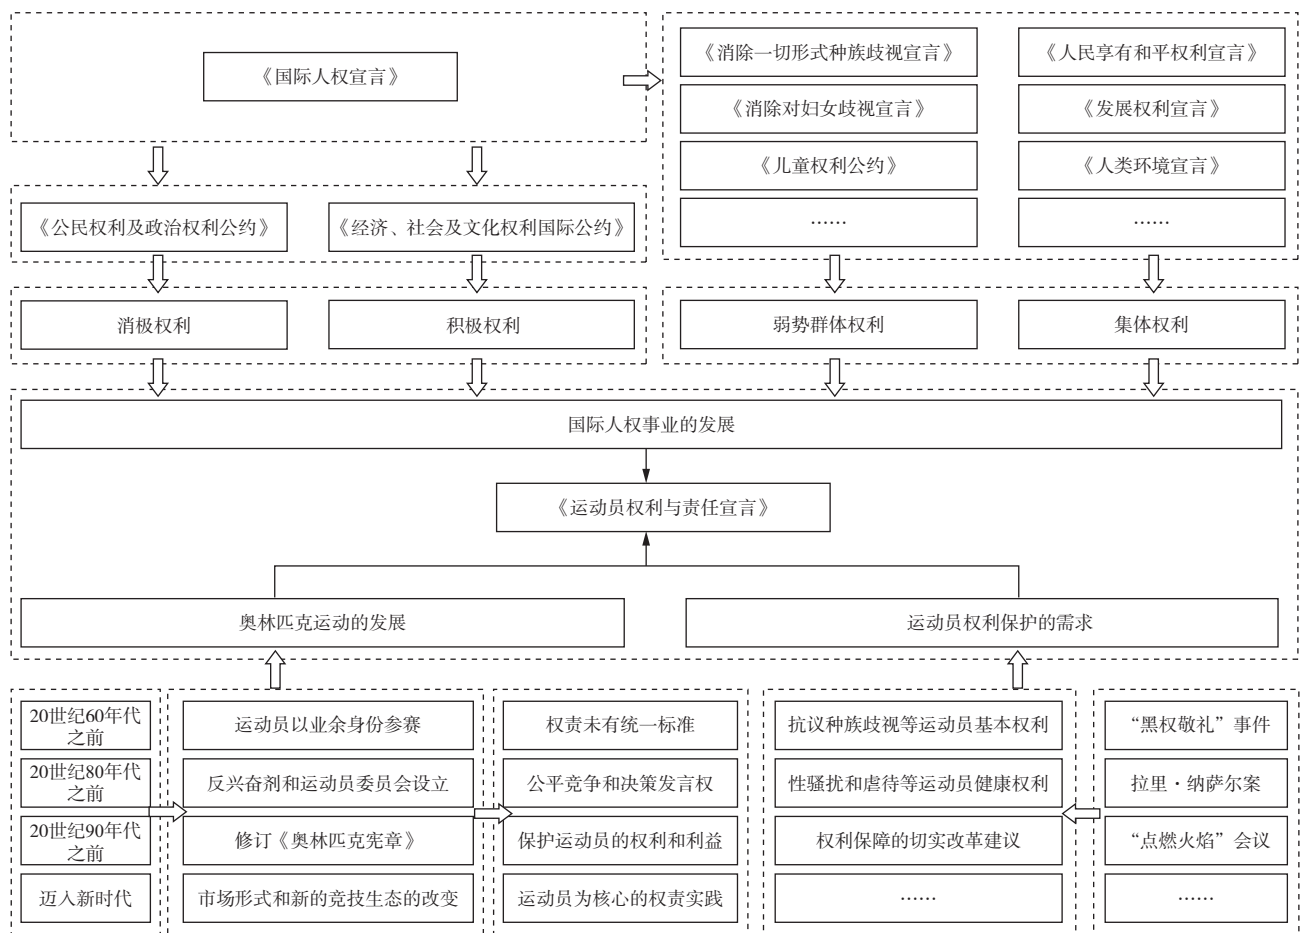 《国际人权宣言》
《消除一切形式种族歧视宣言》
《人民享有和平权利宣言》
《消除对妇女歧视宣言》
《发展权利宣言》
《儿童权利公约》
《人类环境宣言》
……
……
《公民权利及政治权利公约》
《经济、社会及文化权利国际公约》
消极权利
积极权利
弱势群体权利
集体权利
国际人权事业的发展
《运动员权利与责任宣言》
奥林匹克运动的发展
运动员权利保护的需求
20世纪60年代
之前
运动员以业余身份参赛
权责未有统一标准
抗议种族歧视等运动员基本权利
“黑权敬礼”事件
20世纪80年代
之前
反兴奋剂和运动员委员会设立
公平竞争和决策发言权
性骚扰和虐待等运动员健康权利
拉里·纳萨尔案
20世纪90年代
之前
修订《奥林匹克宪章》
保护运动员的权利和利益
权利保障的切实改革建议
“点燃火焰”会议
迈入新时代
市场形式和新的竞技生态的改变
运动员为核心的权责实践
……
……